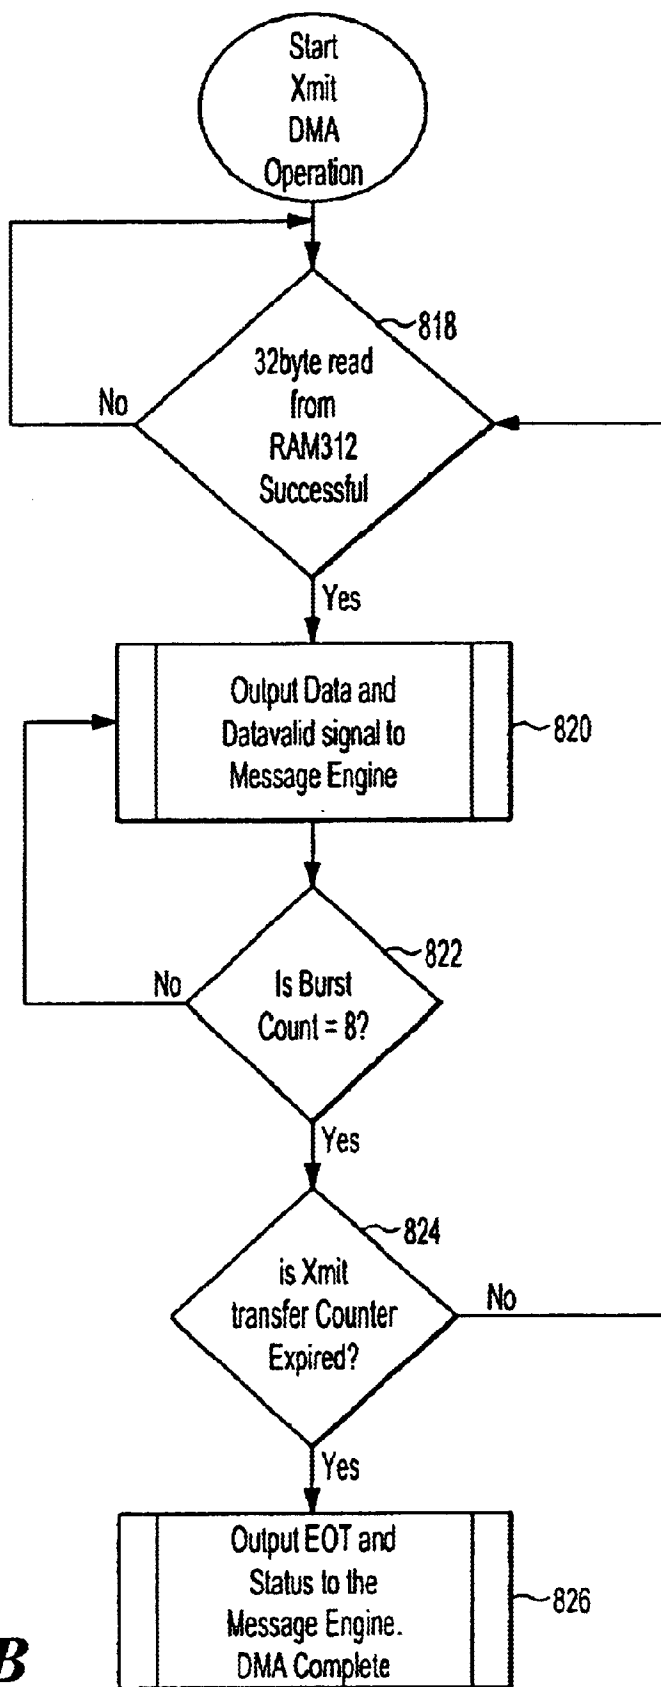 Start
Xmit
DMA
Operation
818
32byte read
from
RAM312
Successful
No
Yes
Output Data and
Datavalid signal to
Message Engine
820
822
Is Burst
Count = 8?
No
Yes
824
is Xmit
transfer Counter
Expired?
No
Yes
Output EOT and
Status to the
Message Engine.
DMA Complete
826
B